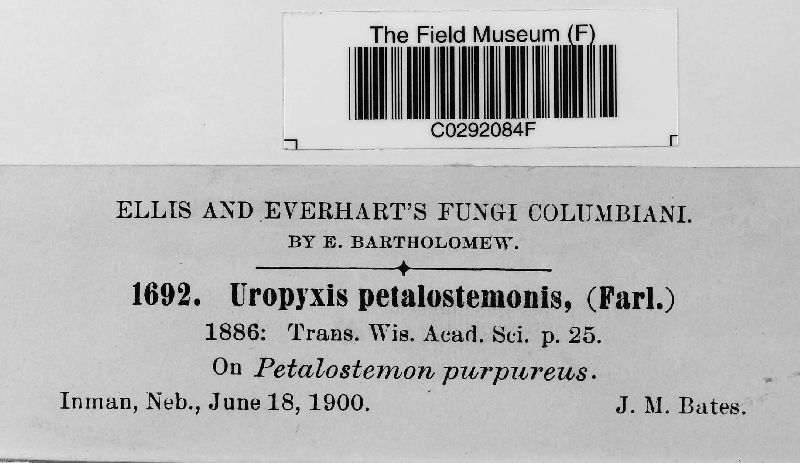 The Field Museum (F)
C0292084F
ELLIS AND EVERHART'S FUNGI COLUMBIANI.
BY E. BARTHOLOMEW.
1692. Uropyxis petalostemonis, (Farl.)
1886: Trans. Wis. Acad. Sci. p. 25.
On Petalostemon purpureus.
Inman, Neb., June 18, 1900. J. M. Bates.